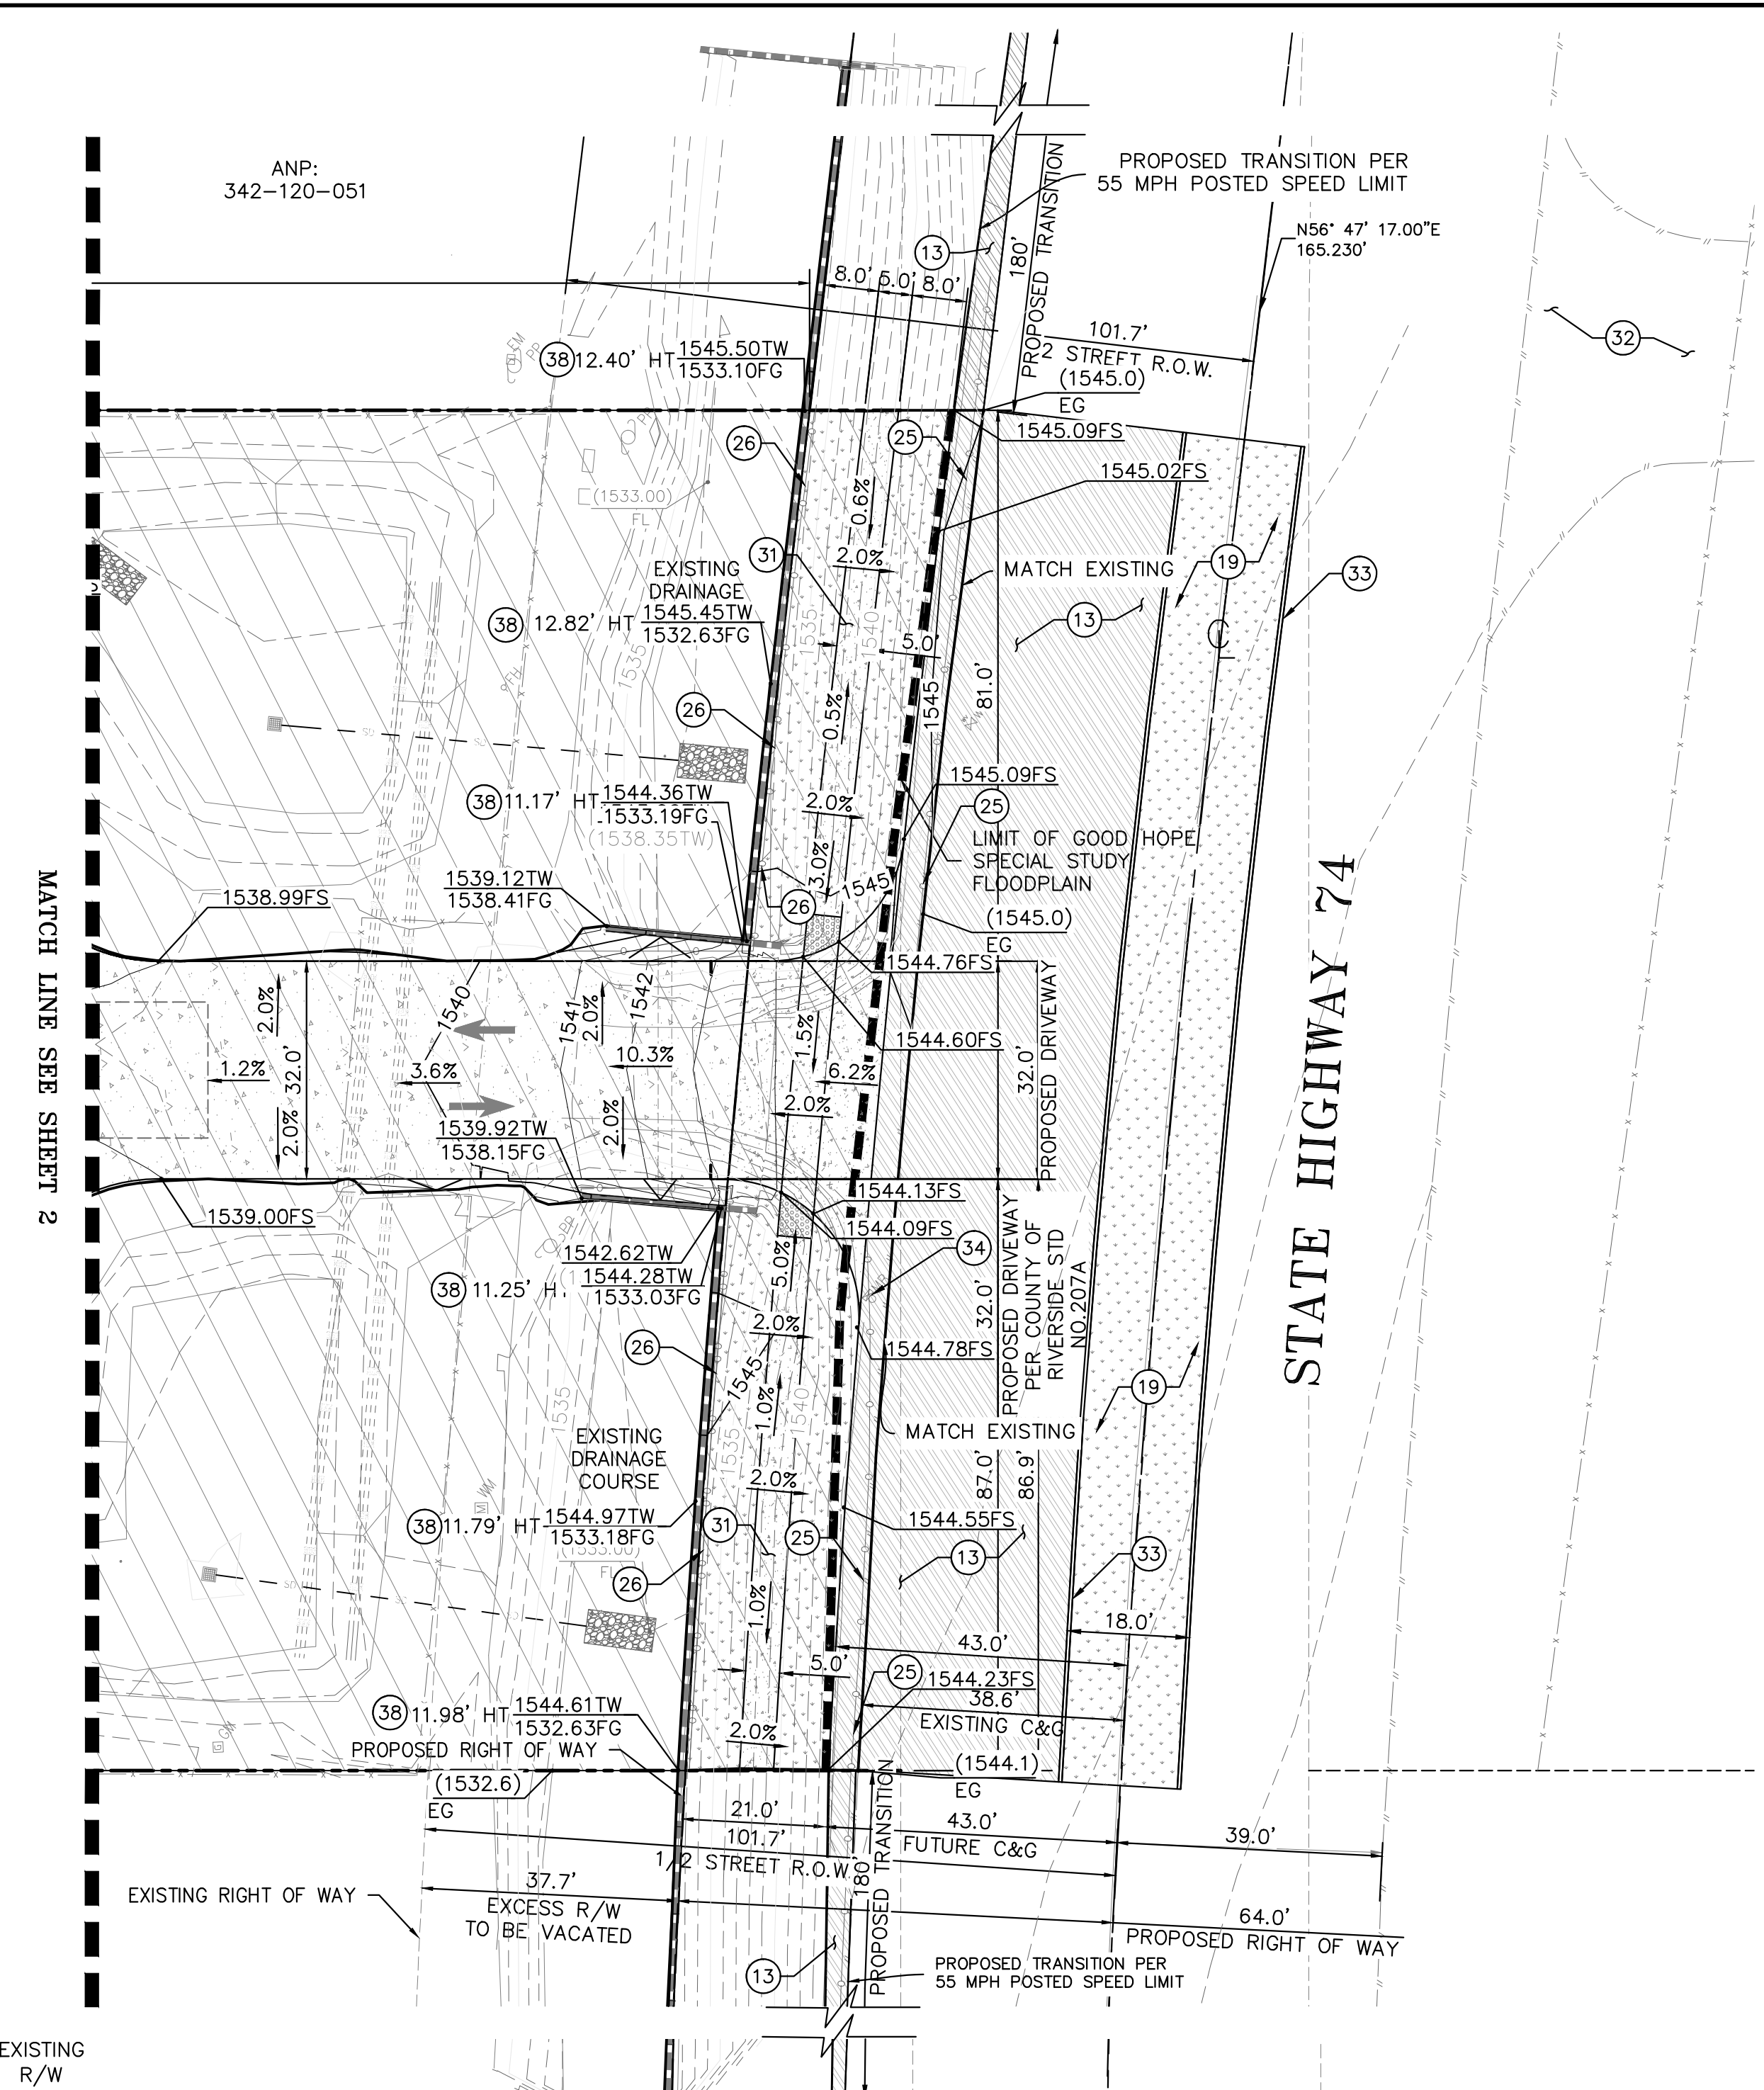 ANP:
342-120-051
PROPOSED TRANSITION PER
55 MPH POSTED SPEED LIMIT
N56° 47' 17.00"E
165.230'
13
180'
PROPOSED TRANSITION
8.0'
5.0'
8.0'
101.7'
2 STREET R.O.W.
32
38
12.40' HT
1545.50TW
1533.10FG
(1545.0)
EG
1545.09FS
26
25
1545.02FS
(1533.00)
FL
0.6%
31
2.0%
EXISTING
DRAINAGE
MATCH EXISTING
19
33
38
12.82' HT
1545.45TW
1532.63FG
13
1535
1535
1540
5.0'
81.0'
1545
26
0.5%
38
11.17' HT
1544.36TW
1533.19FG
(1538.35TW)
2.0%
1545.09FS
25
LIMIT OF GOOD HOPE
SPECIAL STUDY
FLOODPLAIN
3.0%
1545
1539.12TW
1538.41FG
1538.99FS
26
(1545.0)
EG
1544.76FS
MATCH LINE SEE SHEET 2
STATE HIGHWAY 74
2.0%
32.0'
1540
1541
2.0%
1542
1.5%
1544.60FS
32.0'
PROPOSED DRIVEWAY
1.2%
3.6%
10.3%
6.2%
2.0%
2.0%
2.0%
1539.92TW
1538.15FG
1539.00FS
1544.13FS
1544.09FS
34
1542.62TW
38
11.25' H
1544.28TW
1533.03FG
5.0%
32.0'
PROPOSED DRIVEWAY
PER COUNTY OF
RIVERSIDE STD
NO.207A
26
2.0%
1544.78FS
1545
1535
1535
1.0%
1540
19
MATCH EXISTING
EXISTING
DRAINAGE
COURSE
2.0%
87.0'
86.9'
38
11.79' HT
1544.97TW
1533.18FG
FL
31
25
1544.55FS
13
33
26
1.0%
18.0'
43.0'
5.0'
25
1544.23FS
38.6'
EXISTING C&G
38
11.98' HT
1544.61TW
1532.63FG
2.0%
PROPOSED RIGHT OF WAY
(1532.6)
EG
(1544.1)
EG
21.0'
43.0'
FUTURE C&G
39.0'
101.7'
1/2 STREET R.O.W.
180'
PROPOSED TRANSITION
37.7'
EXCESS R/W
TO BE VACATED
EXISTING RIGHT OF WAY
64.0'
PROPOSED RIGHT OF WAY
13
PROPOSED TRANSITION PER
55 MPH POSTED SPEED LIMIT
EXISTING
R/W